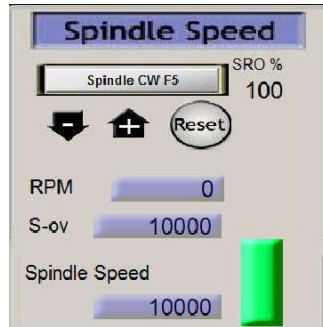 Spindle Speed
Spindle CW F5
SRO %
100
- + Reset
RPM 0
S-ov 10000
Spindle Speed
10000